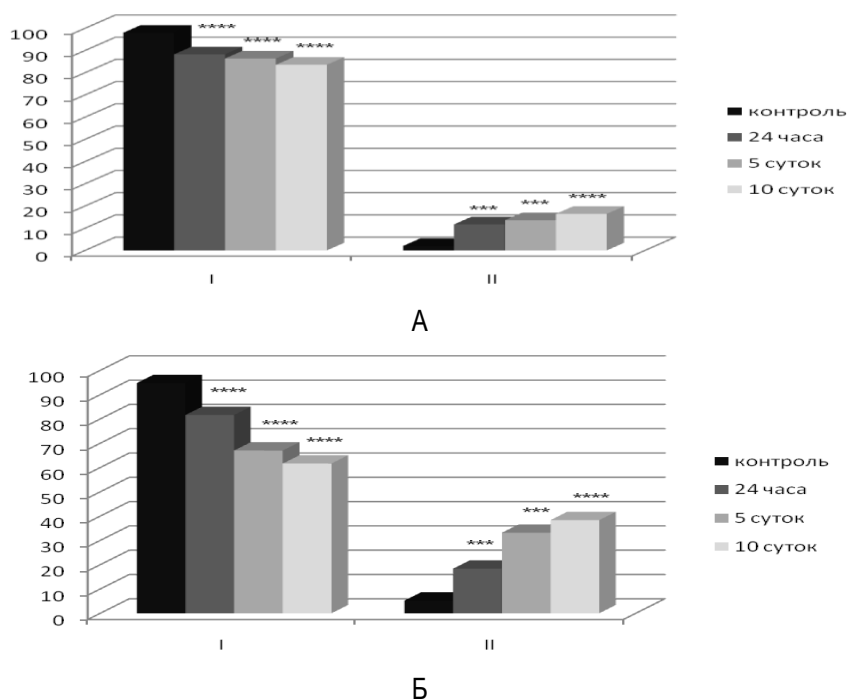 **** **** ****
100
90
80
70
60
50
40
30
20
10
0
*** *** ****
I II
контроль
24 часа
5 суток
10 суток
А
100
90
80
70
60
50
40
30
20
10
0
**** **** ****
*** *** ****
I II
контроль
24 часа
5 суток
10 суток
Б